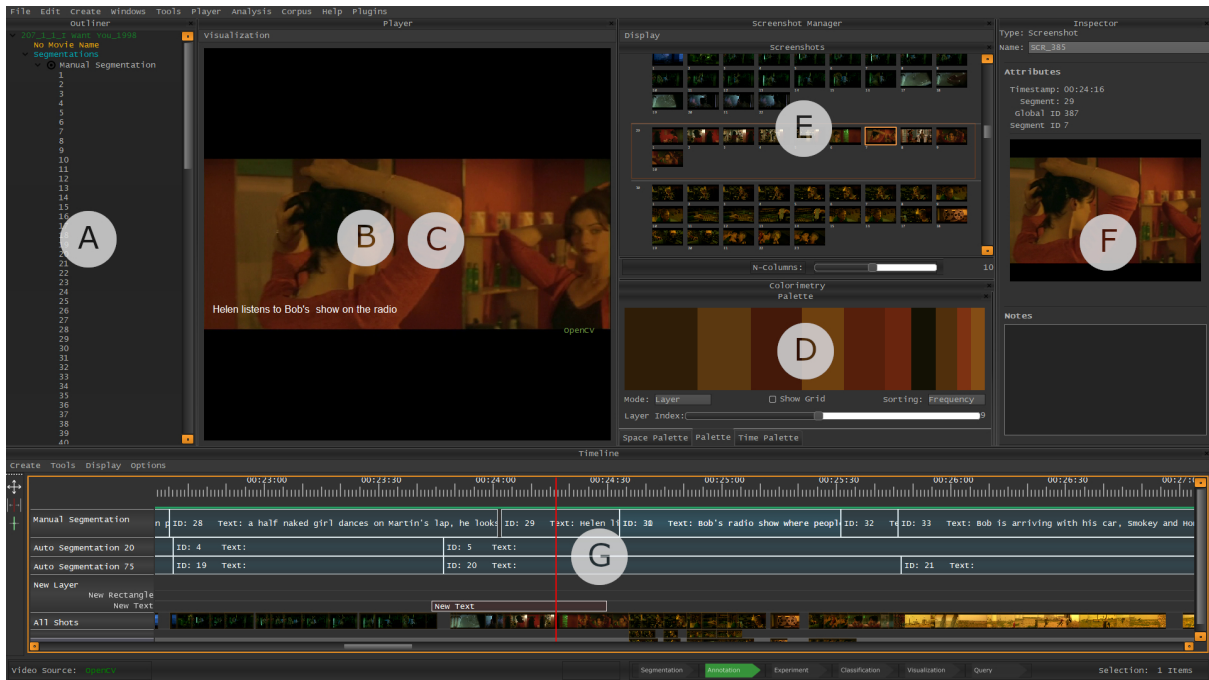 File Edit Create Windows Tools Player Analysis Corpus Help Plugins
Outliner
207_1_1_I Want You_1998
No Movie Name
Segmentations
Manual Segmentation
1
2
3
4
5
6
7
8
9
10
11
12
13
14
15
16
A
21
22
23
24
25
26
27
28
29
30
31
32
33
34
35
36
37
38
39
40
Player
Visualization
B
C
Helen listens to Bob's show on the radio
OpenCV
Screenshot Manager
Display
Screenshots
E
N-Columns:
10
Colorimetry
Palette
D
Mode: Layer
Show Grid
Sorting: Frequency
Layer Index:
9
Space Palette Palette Time Palette
Inspector
Type: Screenshot
Name: SCR_385
Attributes
Timestamp: 00:24:16
Segment: 29
Global ID 387
Segment ID 7
F
Notes
Timeline
Create Tools Display Options
00:23:00 00:23:30 00:24:00 00:24:30 00:25:00 00:25:30 00:26:00 00:26:30 00:27:
Manual Segmentation
ID: 28 Text: a half naked girl dances on Martin's lap, he looks
ID: 29 Text: Helen li
ID: 30 Text: Bob's radio show where peopl
ID: 32 Te
ID: 33 Text: Bob is arriving with his car, Smokey and Ho
Auto Segmentation 20
ID: 4 Text:
ID: 5 Text:
G
Auto Segmentation 75
ID: 19 Text:
ID: 20 Text:
ID: 21 Text:
New Layer
New Rectangle
New Text
New Text
All Shots
Video Source: OpenCV
Segmentation Annotation Experiment Classification Visualization Query
Selection: 1 Items